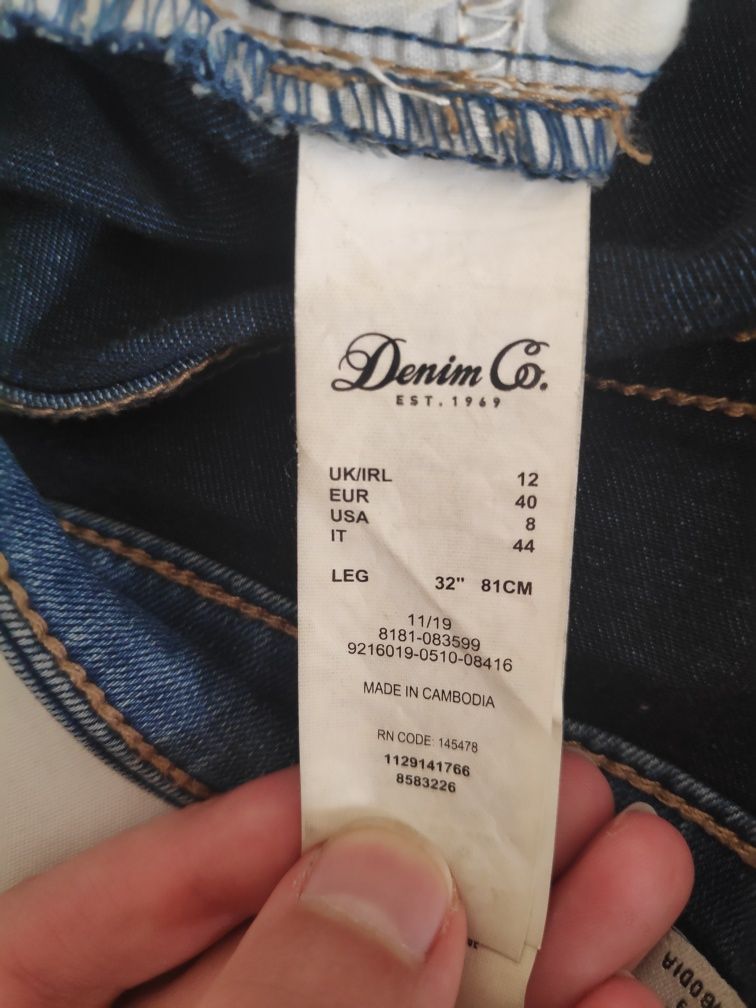 Denim Co.
EST. 1969
UK/IRL 12
EUR 40
USA 8
IT 44
LEG 32" 81CM
11/19
8181-083599
9216019-0510-08416
MADE IN CAMBODIA
RN CODE: 145478
1129141766
8583226